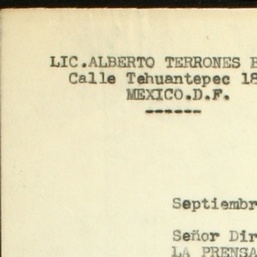 LIC.ALBERTO TERRONES B
Calle Tehuantepec 18
MEXICO.D.F.
------
Septiembr
Señor Dir
LA PRENSA